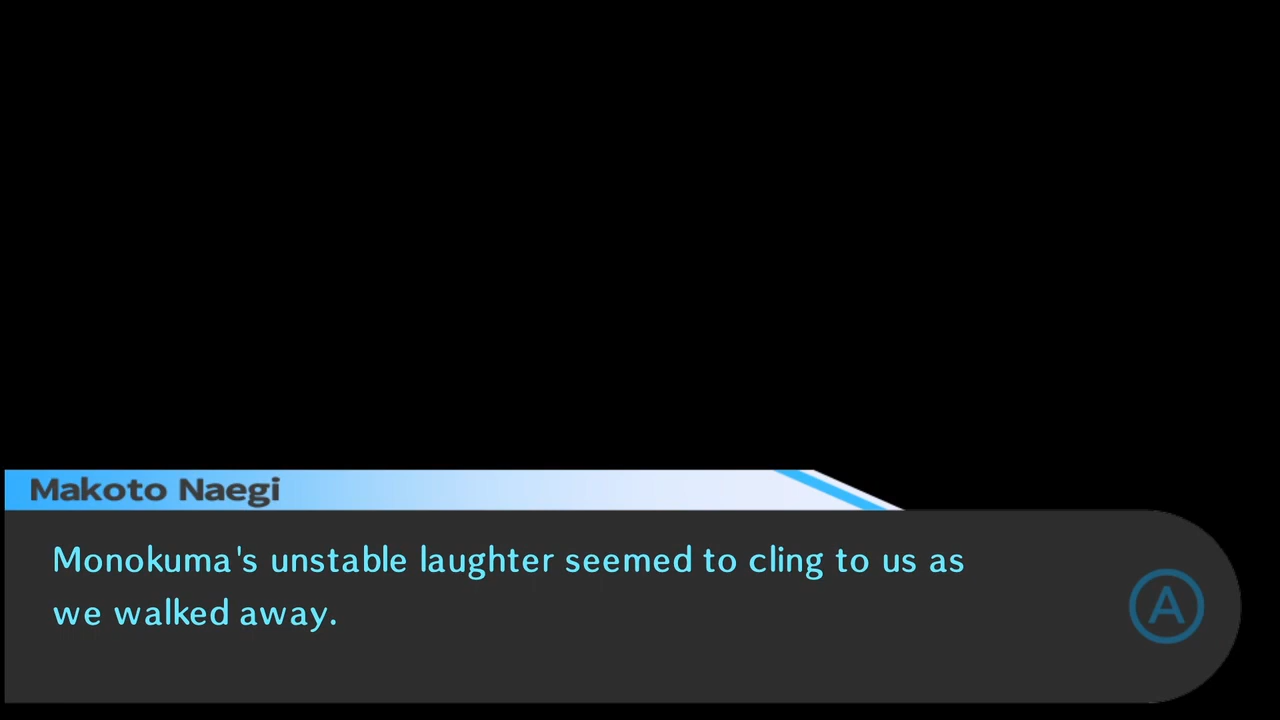 Makoto Naegi
Monokuma's unstable laughter seemed to cling to us as
we walked away.
A